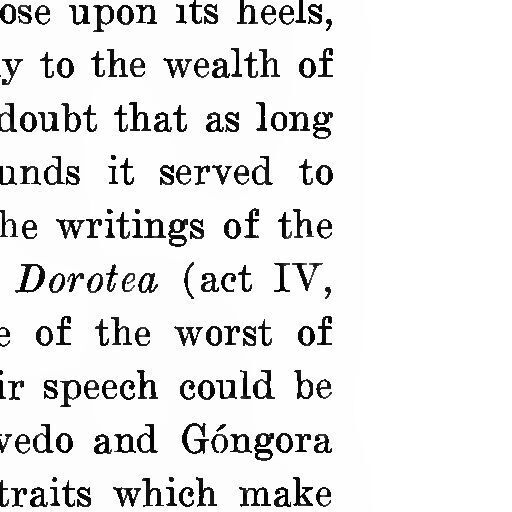 ose upon its heels,
y to the wealth of
doubt that as long
unds it served to
he writings of the
Dorotea (act IV,
e of the worst of
ir speech could be
vedo and Góngora
traits which make